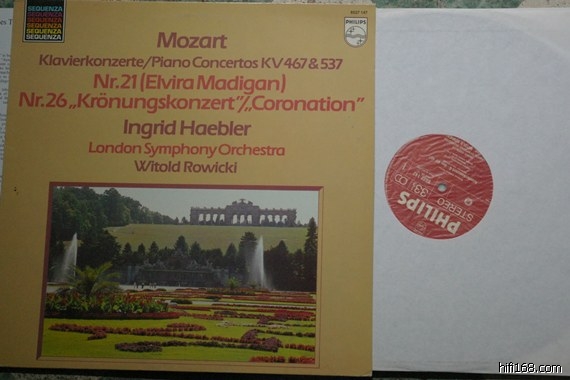 SEQUENZA
SEQUENZA
SEQUENZA
SEQUENZA
SEQUENZA
PHILIPS
Mozart
Klavierkonzerte/Piano Concertos KV 467 & 537
Nr. 21 (Elvira Madigan)
Nr. 26 „Krönungskonzert”/„Coronation”
Ingrid Haebler
London Symphony Orchestra
Witold Rowicki
PHILIPS
STEREO 33
hifi168.com